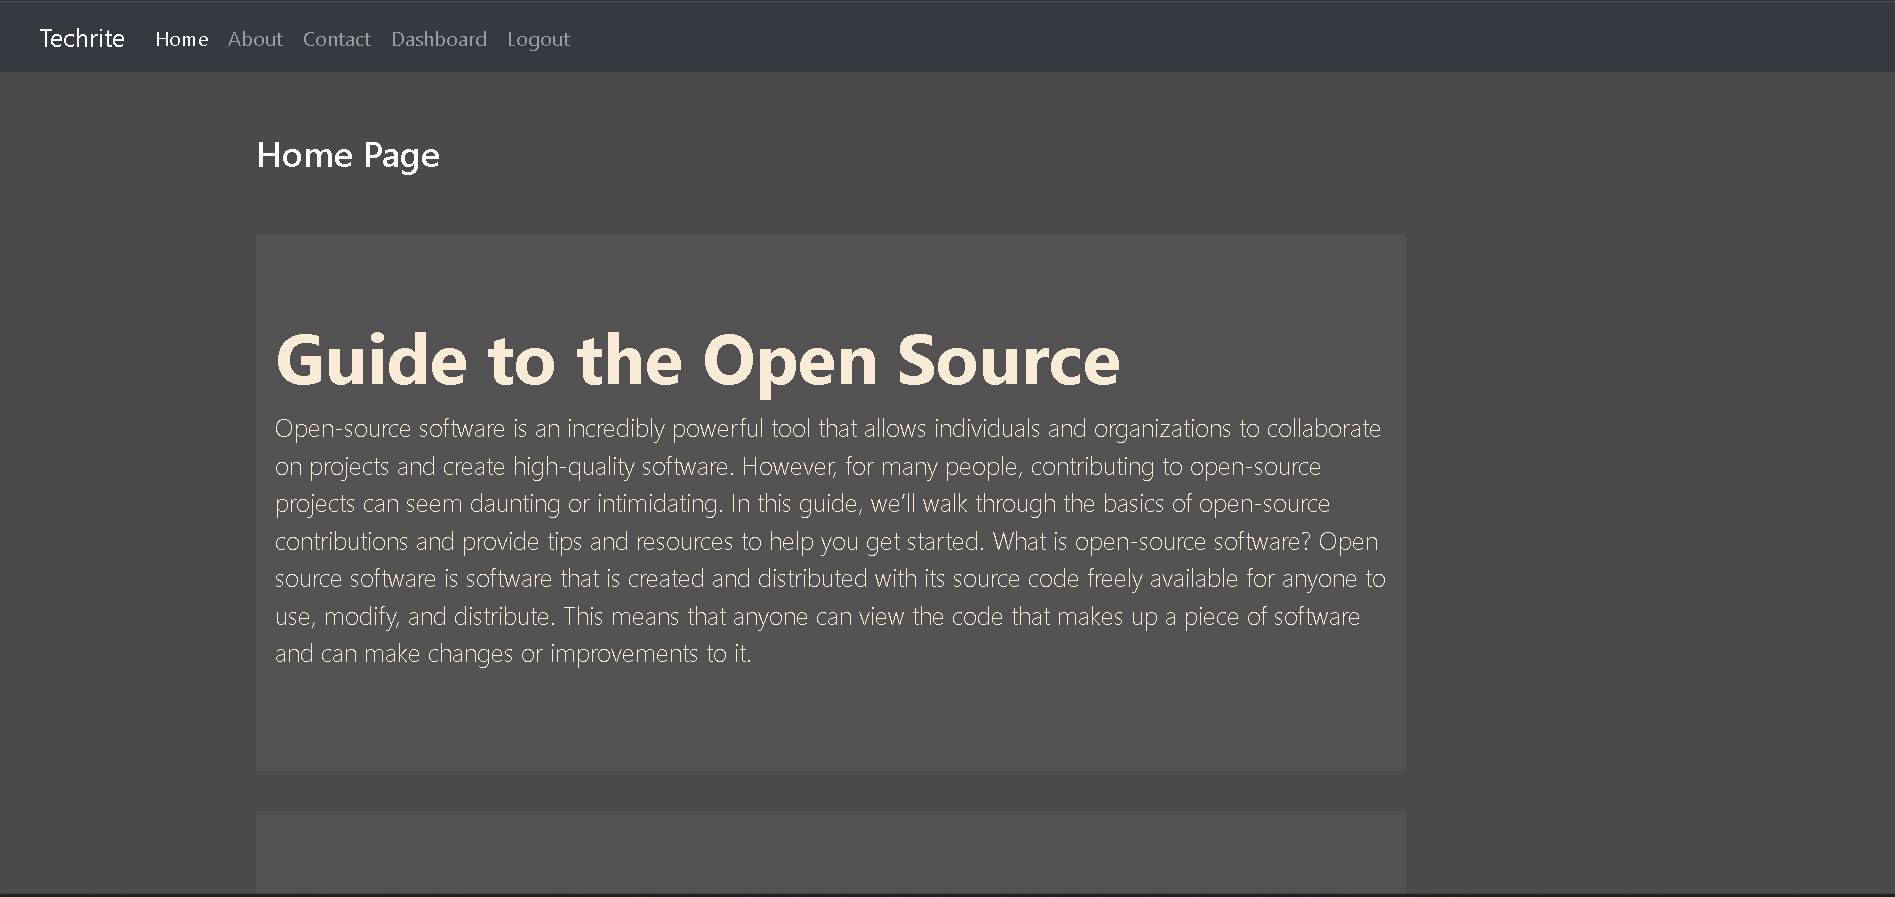 Techrite Home About Contact Dashboard Logout
Home Page
Guide to the Open Source
Open-source software is an incredibly powerful tool that allows individuals and organizations to collaborate
on projects and create high-quality software. However, for many people, contributing to open-source
projects can seem daunting or intimidating. In this guide, we’ll walk through the basics of open-source
contributions and provide tips and resources to help you get started. What is open-source software? Open
source software is software that is created and distributed with its source code freely available for anyone to
use, modify, and distribute. This means that anyone can view the code that makes up a piece of software
and can make changes or improvements to it.